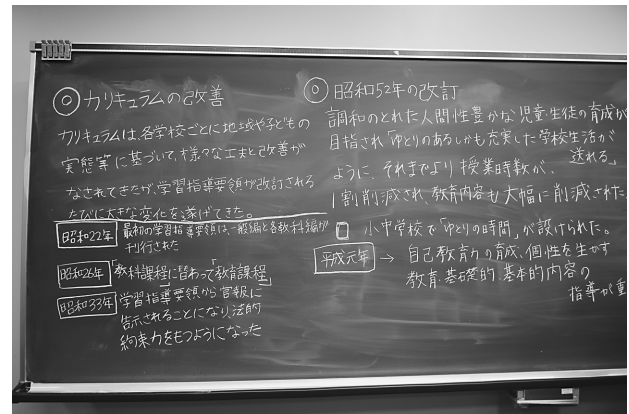 ◎カリキュラムの改善
カリキュラムは、各学校ごとに地域や子どもの
実態等に基づいて、様々な工夫と改善が
なされてきたが、学習指導要領が改訂される
たびに大きな変化を遂げてきた。
昭和22年 最初の学習指導要領は、一般編と各教科編が
刊行された
昭和26年 「教科課程」に替わって「教育課程」
昭和33年 学習指導要領から官報に
告示されることになり、法的
拘束力をもつようになった
◎昭和52年の改訂
調和のとれた人間性豊かな児童生徒の育成が
目指され「ゆとりのあるしかも充実した学校生活が
送れる」
ように、それまでより授業時数が、
1割削減され、教育内容も大幅に削減された
小中学校で「ゆとりの時間」が設けられた。
平成元年 → 自己教育力の育成、個性を生かす
教育、基礎的、基本的内容の
指導が重